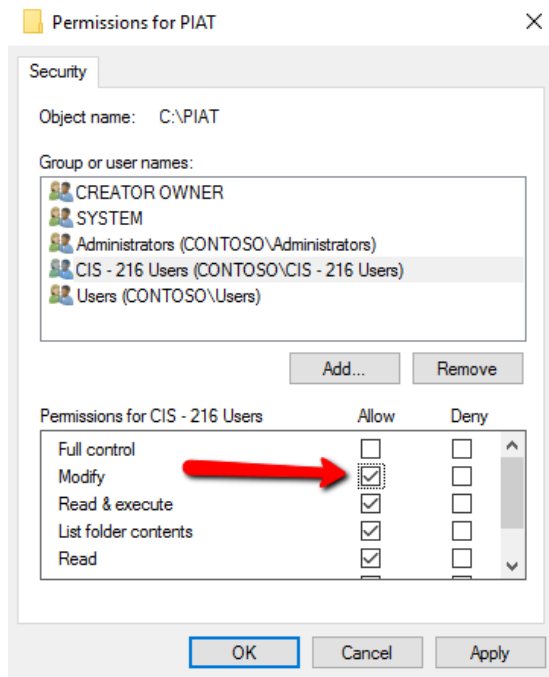 Permissions for PIAT
Security
Object name: C:\PIAT
Group or user names:
CREATOR OWNER
SYSTEM
Administrators (CONTOSO\Administrators)
CIS - 216 Users (CONTOSO\CIS - 216 Users)
Users (CONTOSO\Users)
Add... Remove
Permissions for CIS - 216 Users Allow Deny
Full control
Modify
Read & execute
List folder contents
Read
OK Cancel Apply